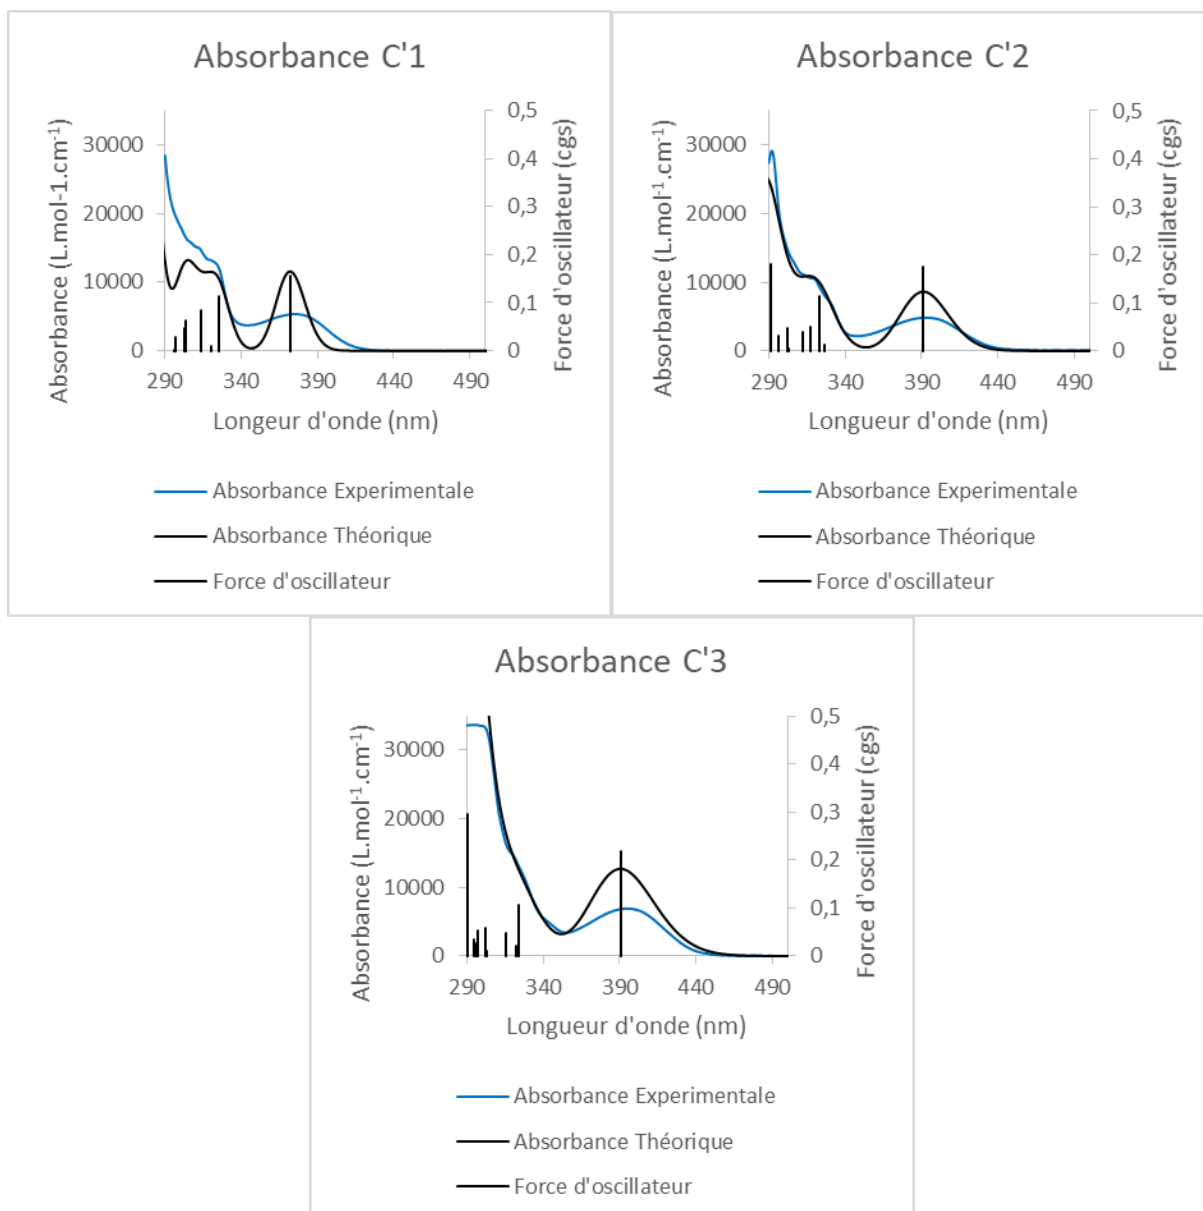 Absorbance C'1
Absorbance (L.mol-1.cm⁻¹)
30000
20000
10000
0
0,5
0,4
0,3
0,2
0,1
0
Force d'oscillateur (cgs)
290 340 390 440 490
Longeur d'onde (nm)
Absorbance Experimentale
Absorbance Théorique
Force d'oscillateur
Absorbance C'2
Absorbance (L.mol⁻¹.cm⁻¹)
30000
20000
10000
0
0,5
0,4
0,3
0,2
0,1
0
Force d'oscillateur (cgs)
290 340 390 440 490
Longueur d'onde (nm)
Absorbance Experimentale
Absorbance Théorique
Force d'oscillateur
Absorbance C'3
Absorbance (L.mol⁻¹.cm⁻¹)
30000
20000
10000
0
0,5
0,4
0,3
0,2
0,1
0
Force d'oscillateur (cgs)
290 340 390 440 490
Longueur d'onde (nm)
Absorbance Experimentale
Absorbance Théorique
Force d'oscillateur